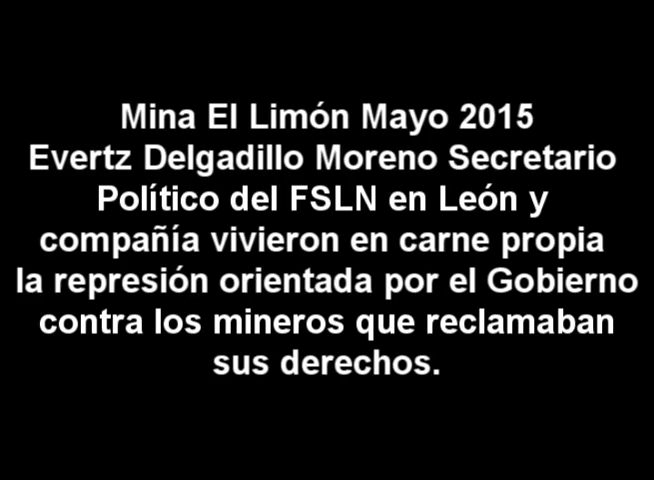 Mina El Limón Mayo 2015
Evertz Delgadillo Moreno Secretario
Político del FSLN en León y
compañía vivieron en carne propia
la represión orientada por el Gobierno
contra los mineros que reclamaban
sus derechos.